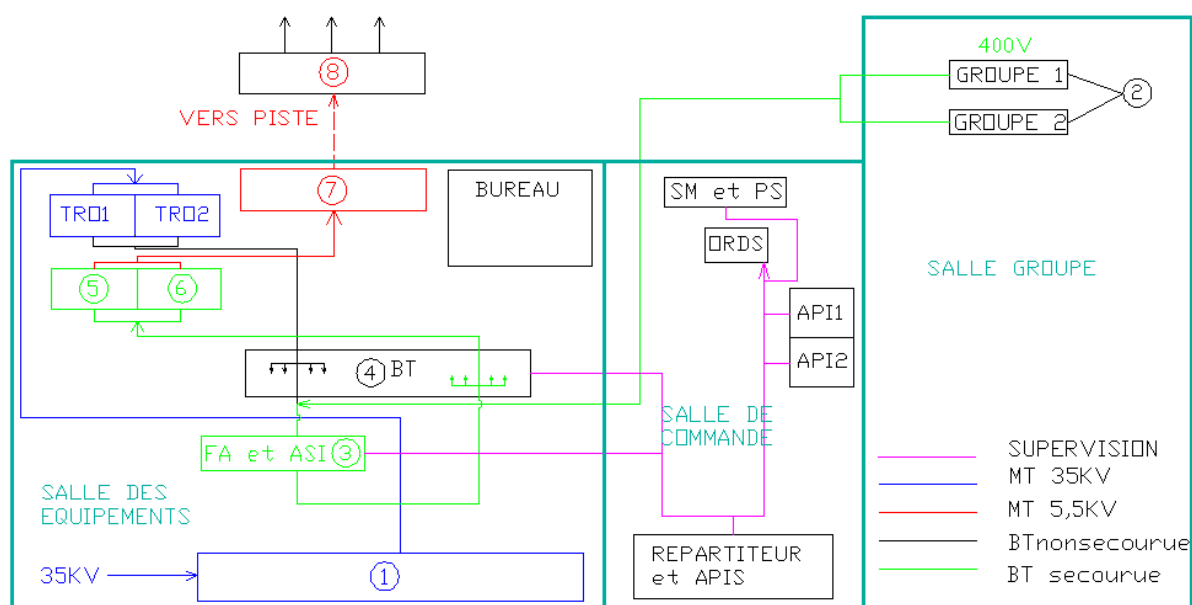 400V
8
GROUPE 1
2
GROUPE 2
VERS PISTE
TRO1
TRO2
7
BUREAU
SM et PS
ORDS
5
6
SALLE GROUPE
API1
4 BT
API2
SALLE DE
COMMANDE
FA et ASI 3
SALLE DES
EQUIPEMENTS
SUPERVISION
MT 35KV
MT 5,5KV
BTnonsecourue
BT secourue
35KV
1
REPARTITEUR
et APIS